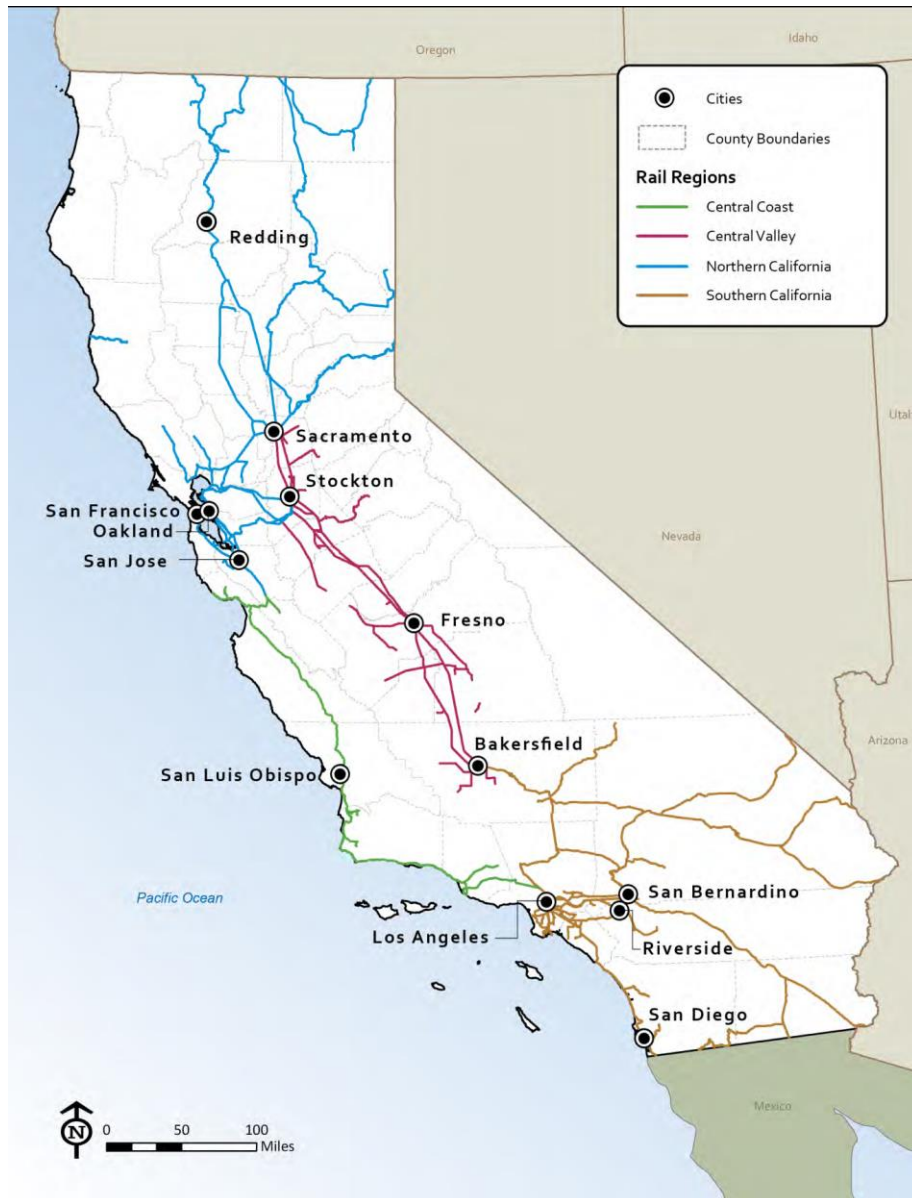 Oregon
Idaho
Cities
County Boundaries
Rail Regions
Central Coast
Central Valley
Northern California
Southern California
Redding
Utah
Sacramento
Stockton
San Francisco
Oakland
San Jose
Nevada
Fresno
Arizona
Bakersfield
San Luis Obispo
Pacific Ocean
San Bernardino
Los Angeles
Riverside
San Diego
Mexico
N
0 50 100
Miles